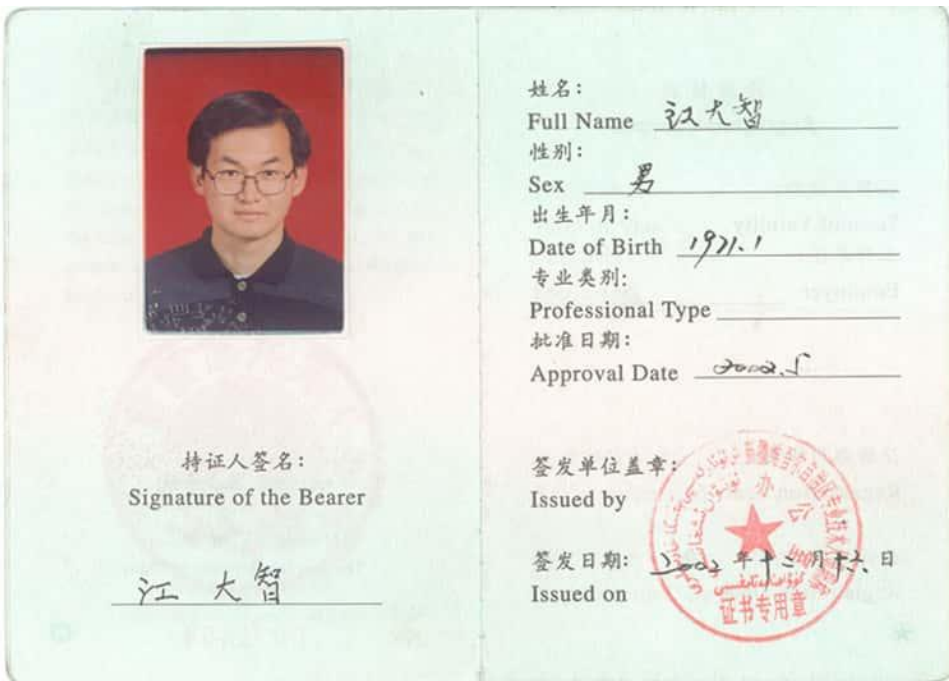 持证人签名:
Signature of the Bearer
江 大智
姓名:
Full Name 江大智
性别:
Sex 男
出生年月:
Date of Birth 1971.1
专业类别:
Professional Type
批准日期:
Approval Date 2002.5
签发单位盖章:
Issued by
办公
签发日期: 2002 年 十二 月 十六 日
Issued on
证书专用章